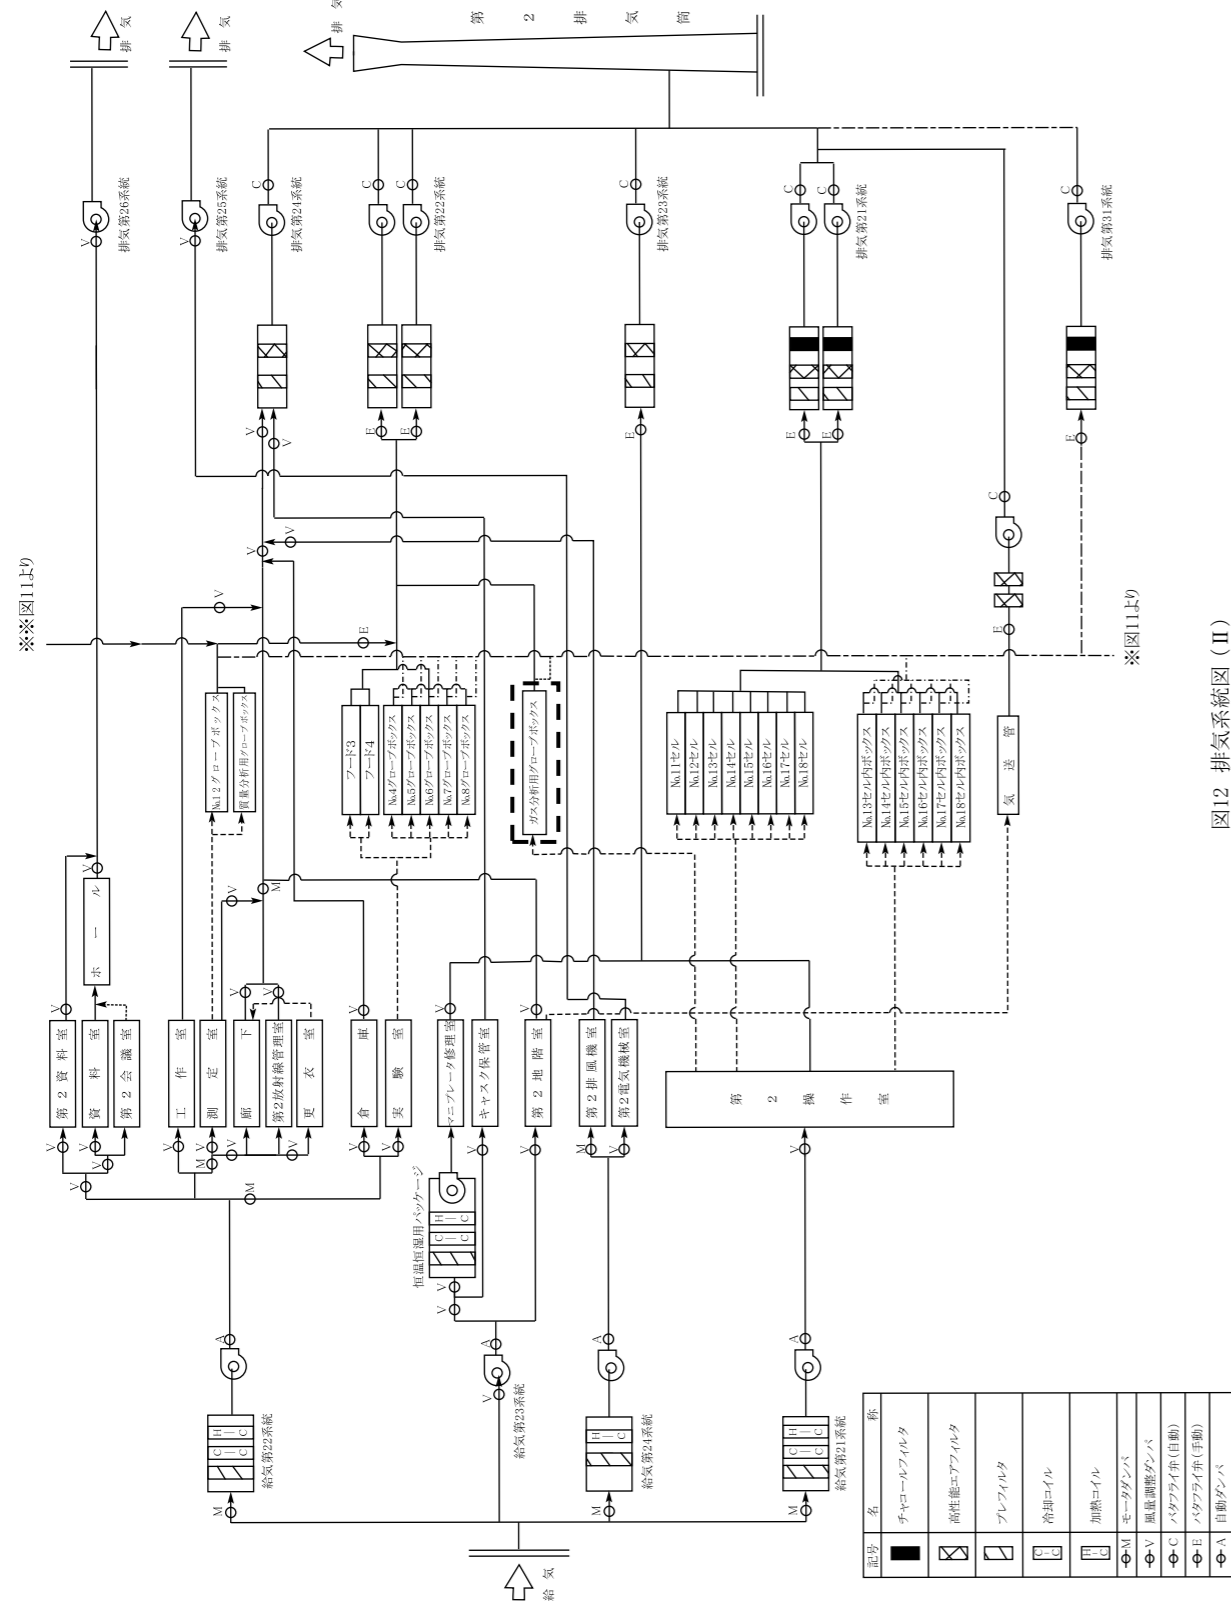 排気
排気
排気
第2排気筒
排気第26系統
排気第25系統
排気第24系統
排気第22系統
排気第23系統
排気第21系統
排気第31系統
V
V
C
C
C
C
C
C
C
V
V
E
E
E
E
E
E
C
V
V
V
E
E
※※図11より
※図11より
No.12グローブボックス
質量分析用グローブボックス
フード3
フード4
No.4グローブボックス
No.5グローブボックス
No.6グローブボックス
No.7グローブボックス
No.8グローブボックス
ガス分析用グローブボックス
No.11セル
No.12セル
No.13セル
No.14セル
No.15セル
No.16セル
No.17セル
No.18セル
No.13セル内ボックス
No.14セル内ボックス
No.15セル内ボックス
No.16セル内ボックス
No.17セル内ボックス
No.18セル内ボックス
気送管
ホール
V
V
M
V
V
V
V
V
V
V
第2資料室
資料室
第2会議室
工作室
測定室
廊下
第2放射線管理室
更衣室
倉庫
実験室
マニプレータ修理室
キャスク保管室
第2地階室
第2排風機室
第2電気機械室
第2操作室
V
V
V
V
V
V
M
V
V
M
V
V
V
V
M
V
V
恒温恒湿用パッケージ
C-C
H-C
V
V
A
A
A
A
V
給気第22系統
C-C
H-C
給気第23系統
給気第24系統
H-C
給気第21系統
C-C
H-C
M
M
M
給気
記号 名称
チャコールフィルタ
高性能エアフィルタ
プレフィルタ
C-C 冷却コイル
H-C 加熱コイル
M モータダンパ
V 風量調整ダンパ
C バタフライ弁(自動)
E バタフライ弁(手動)
A 自動ダンパ
図12 排気系統図(Ⅱ)